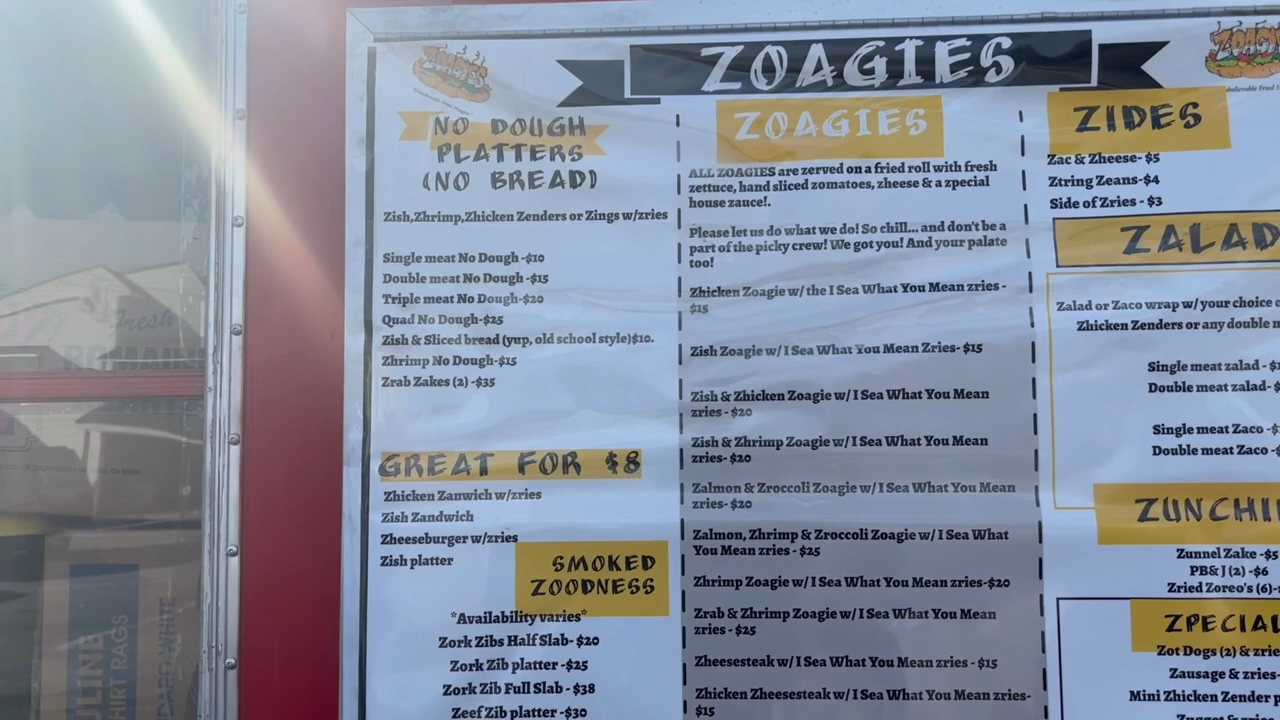 ZOAGIES
ZOAGIES
NO DOUGH
PLATTERS
(NO BREAD)
Zish,Zhrimp,Zhicken Zenders or Zings w/zries
Single meat No Dough -$10
Double meat No Dough -$15
Triple meat No Dough-$20
Quad No Dough-$25
Zish & Sliced bread (yup, old school style)$10.
Zhrimp No Dough-$15
Zrab Zakes (2) -$35
GREAT FOR $8
Zhicken Zanwich w/zries
Zish Zandwich
Zheeseburger w/zries
Zish platter
SMOKED
ZOODNESS
*Availability varies*
Zork Zibs Half Slab- $20
Zork Zib platter -$25
Zork Zib Full Slab - $38
Zeef Zib platter -$30
ZOAGIES
ALL ZOAGIES are zerved on a fried roll with fresh
zettuce, hand sliced zomatoes, zheese & a zpecial
house zauce!.
Please let us do what we do! So chill... and don't be a
part of the picky crew! We got you! And your palate
too!
Zhicken Zoagie w/ the I Sea What You Mean zries -
$15
Zish Zoagie w/ I Sea What You Mean Zries- $15
Zish & Zhicken Zoagie w/ I Sea What You Mean
zries - $20
Zish & Zhrimp Zoagie w/ I Sea What You Mean
zries- $20
Zalmon & Zroccoli Zoagie w/ I Sea What You Mean
zries- $20
Zalmon, Zhrimp & Zroccoli Zoagie w/ I Sea What
You Mean zries - $25
Zhrimp Zoagie w/ I Sea What You Mean zries-$20
Zrab & Zhrimp Zoagie w/ I Sea What You Mean
zries - $25
Zheesesteak w/ I Sea What You Mean zries - $15
Zhicken Zheesesteak w/ I Sea What You Mean zries-
$15
ZIDES
Zac & Zheese- $5
Ztring Zeans-$4
Side of Zries - $3
ZALAD
Zalad or Zaco wrap w/ your choice
Zhicken Zenders or any double
Single meat zalad - $1
Double meat zalad- $
Single meat Zaco -$
Double meat Zaco -$
ZUNCHI
Zunnel Zake -$5
PB& J (2) -$6
Zried Zoreo's (6)-
ZPECIAL
Zot Dogs (2) & zrie
Zausage & zries-
Mini Zhicken Zender p
Fresh
ROMAINE
ULINE
SHIRT RAGS
WHITE